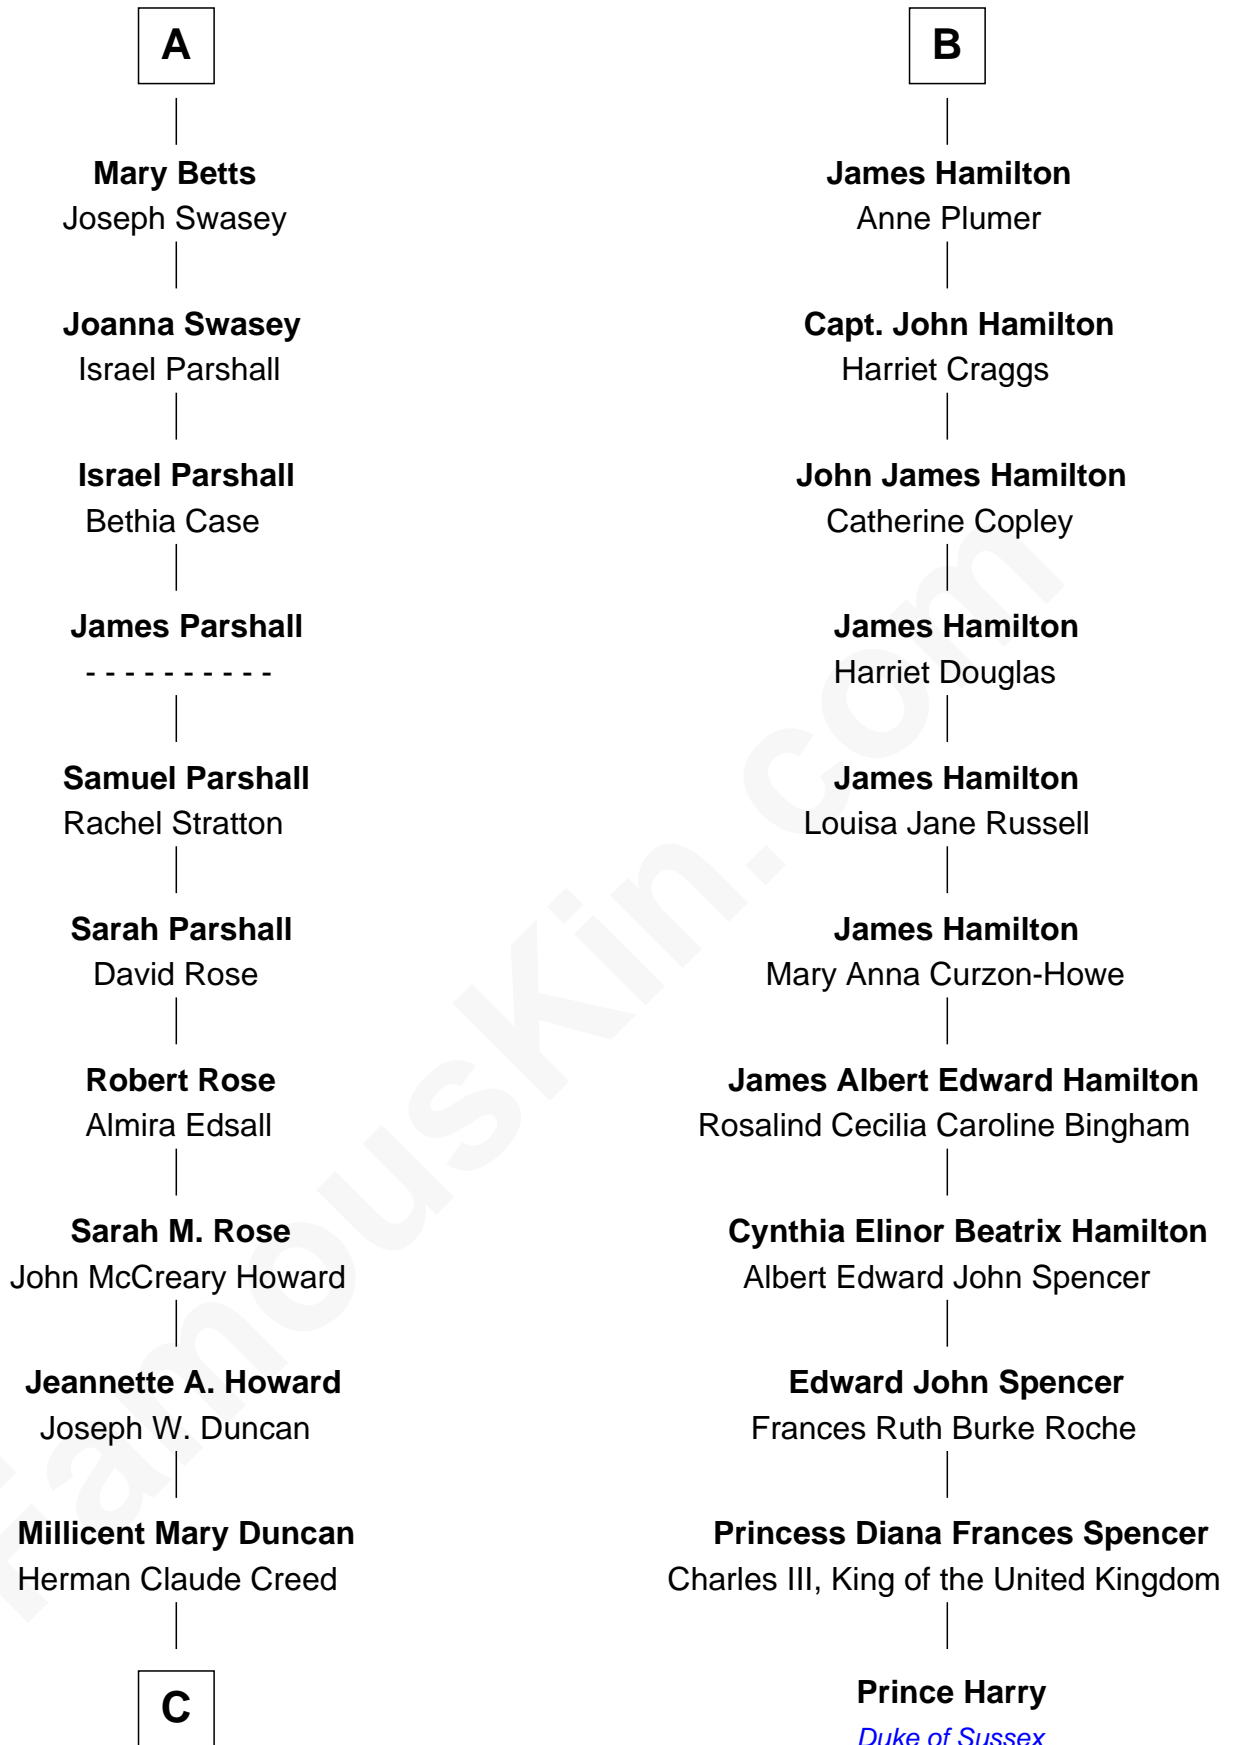 A
Mary Betts
Joseph Swasey
Joanna Swasey
Israel Parshall
Israel Parshall
Bethia Case
James Parshall
- - - - - - - - - -
Samuel Parshall
Rachel Stratton
Sarah Parshall
David Rose
Robert Rose
Almira Edsall
Sarah M. Rose
John McCreary Howard
Jeannette A. Howard
Joseph W. Duncan
Millicent Mary Duncan
Herman Claude Creed
C
B
James Hamilton
Anne Plumer
Capt. John Hamilton
Harriet Craggs
John James Hamilton
Catherine Copley
James Hamilton
Harriet Douglas
James Hamilton
Louisa Jane Russell
James Hamilton
Mary Anna Curzon-Howe
James Albert Edward Hamilton
Rosalind Cecilia Caroline Bingham
Cynthia Elinor Beatrix Hamilton
Albert Edward John Spencer
Edward John Spencer
Frances Ruth Burke Roche
Princess Diana Frances Spencer
Charles III, King of the United Kingdom
Prince Harry
Duke of Sussex
FamousKin.com